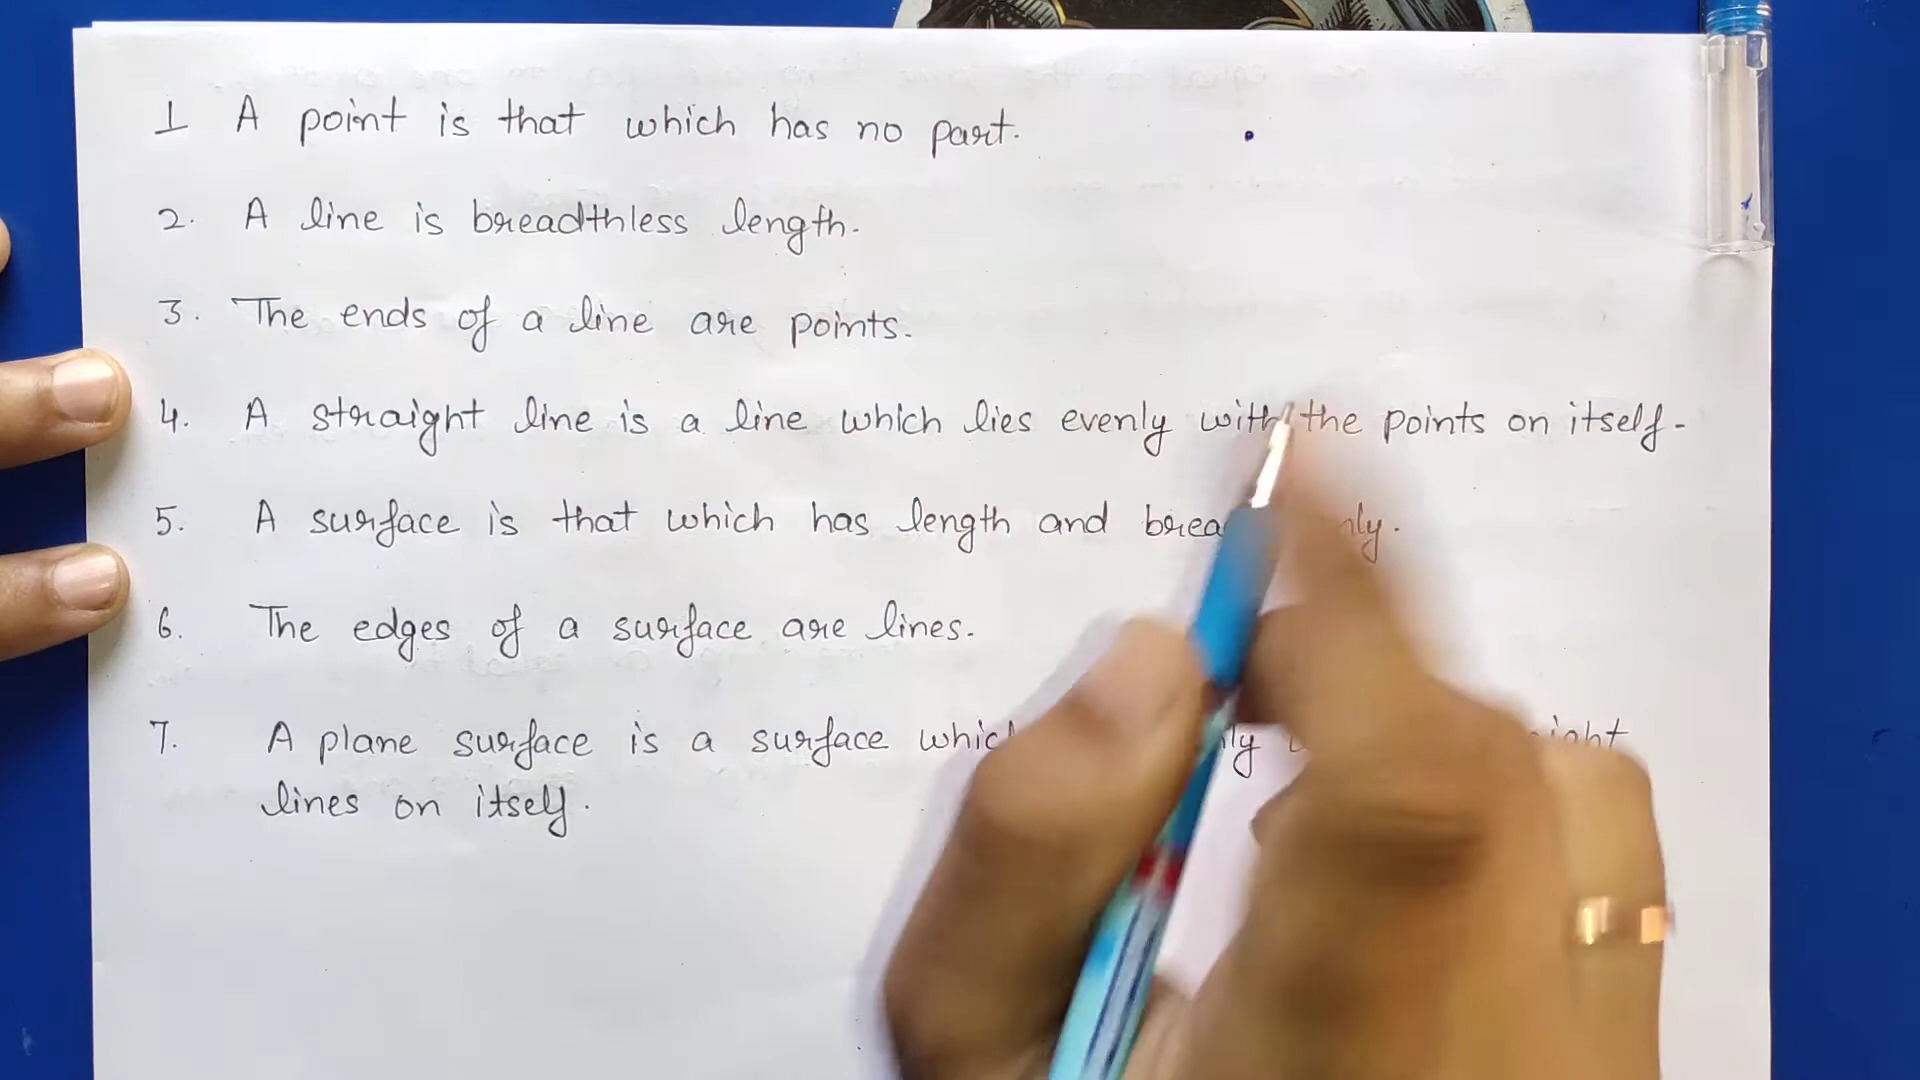 1 A point is that which has no part.
2. A line is breadthless length.
3. The ends of a line are points.
4. A straight line is a line which lies evenly with the points on itself.
5. A surface is that which has length and
6. The edges of a surface are lines.
7. A plane surface is a surface
lines on itself.